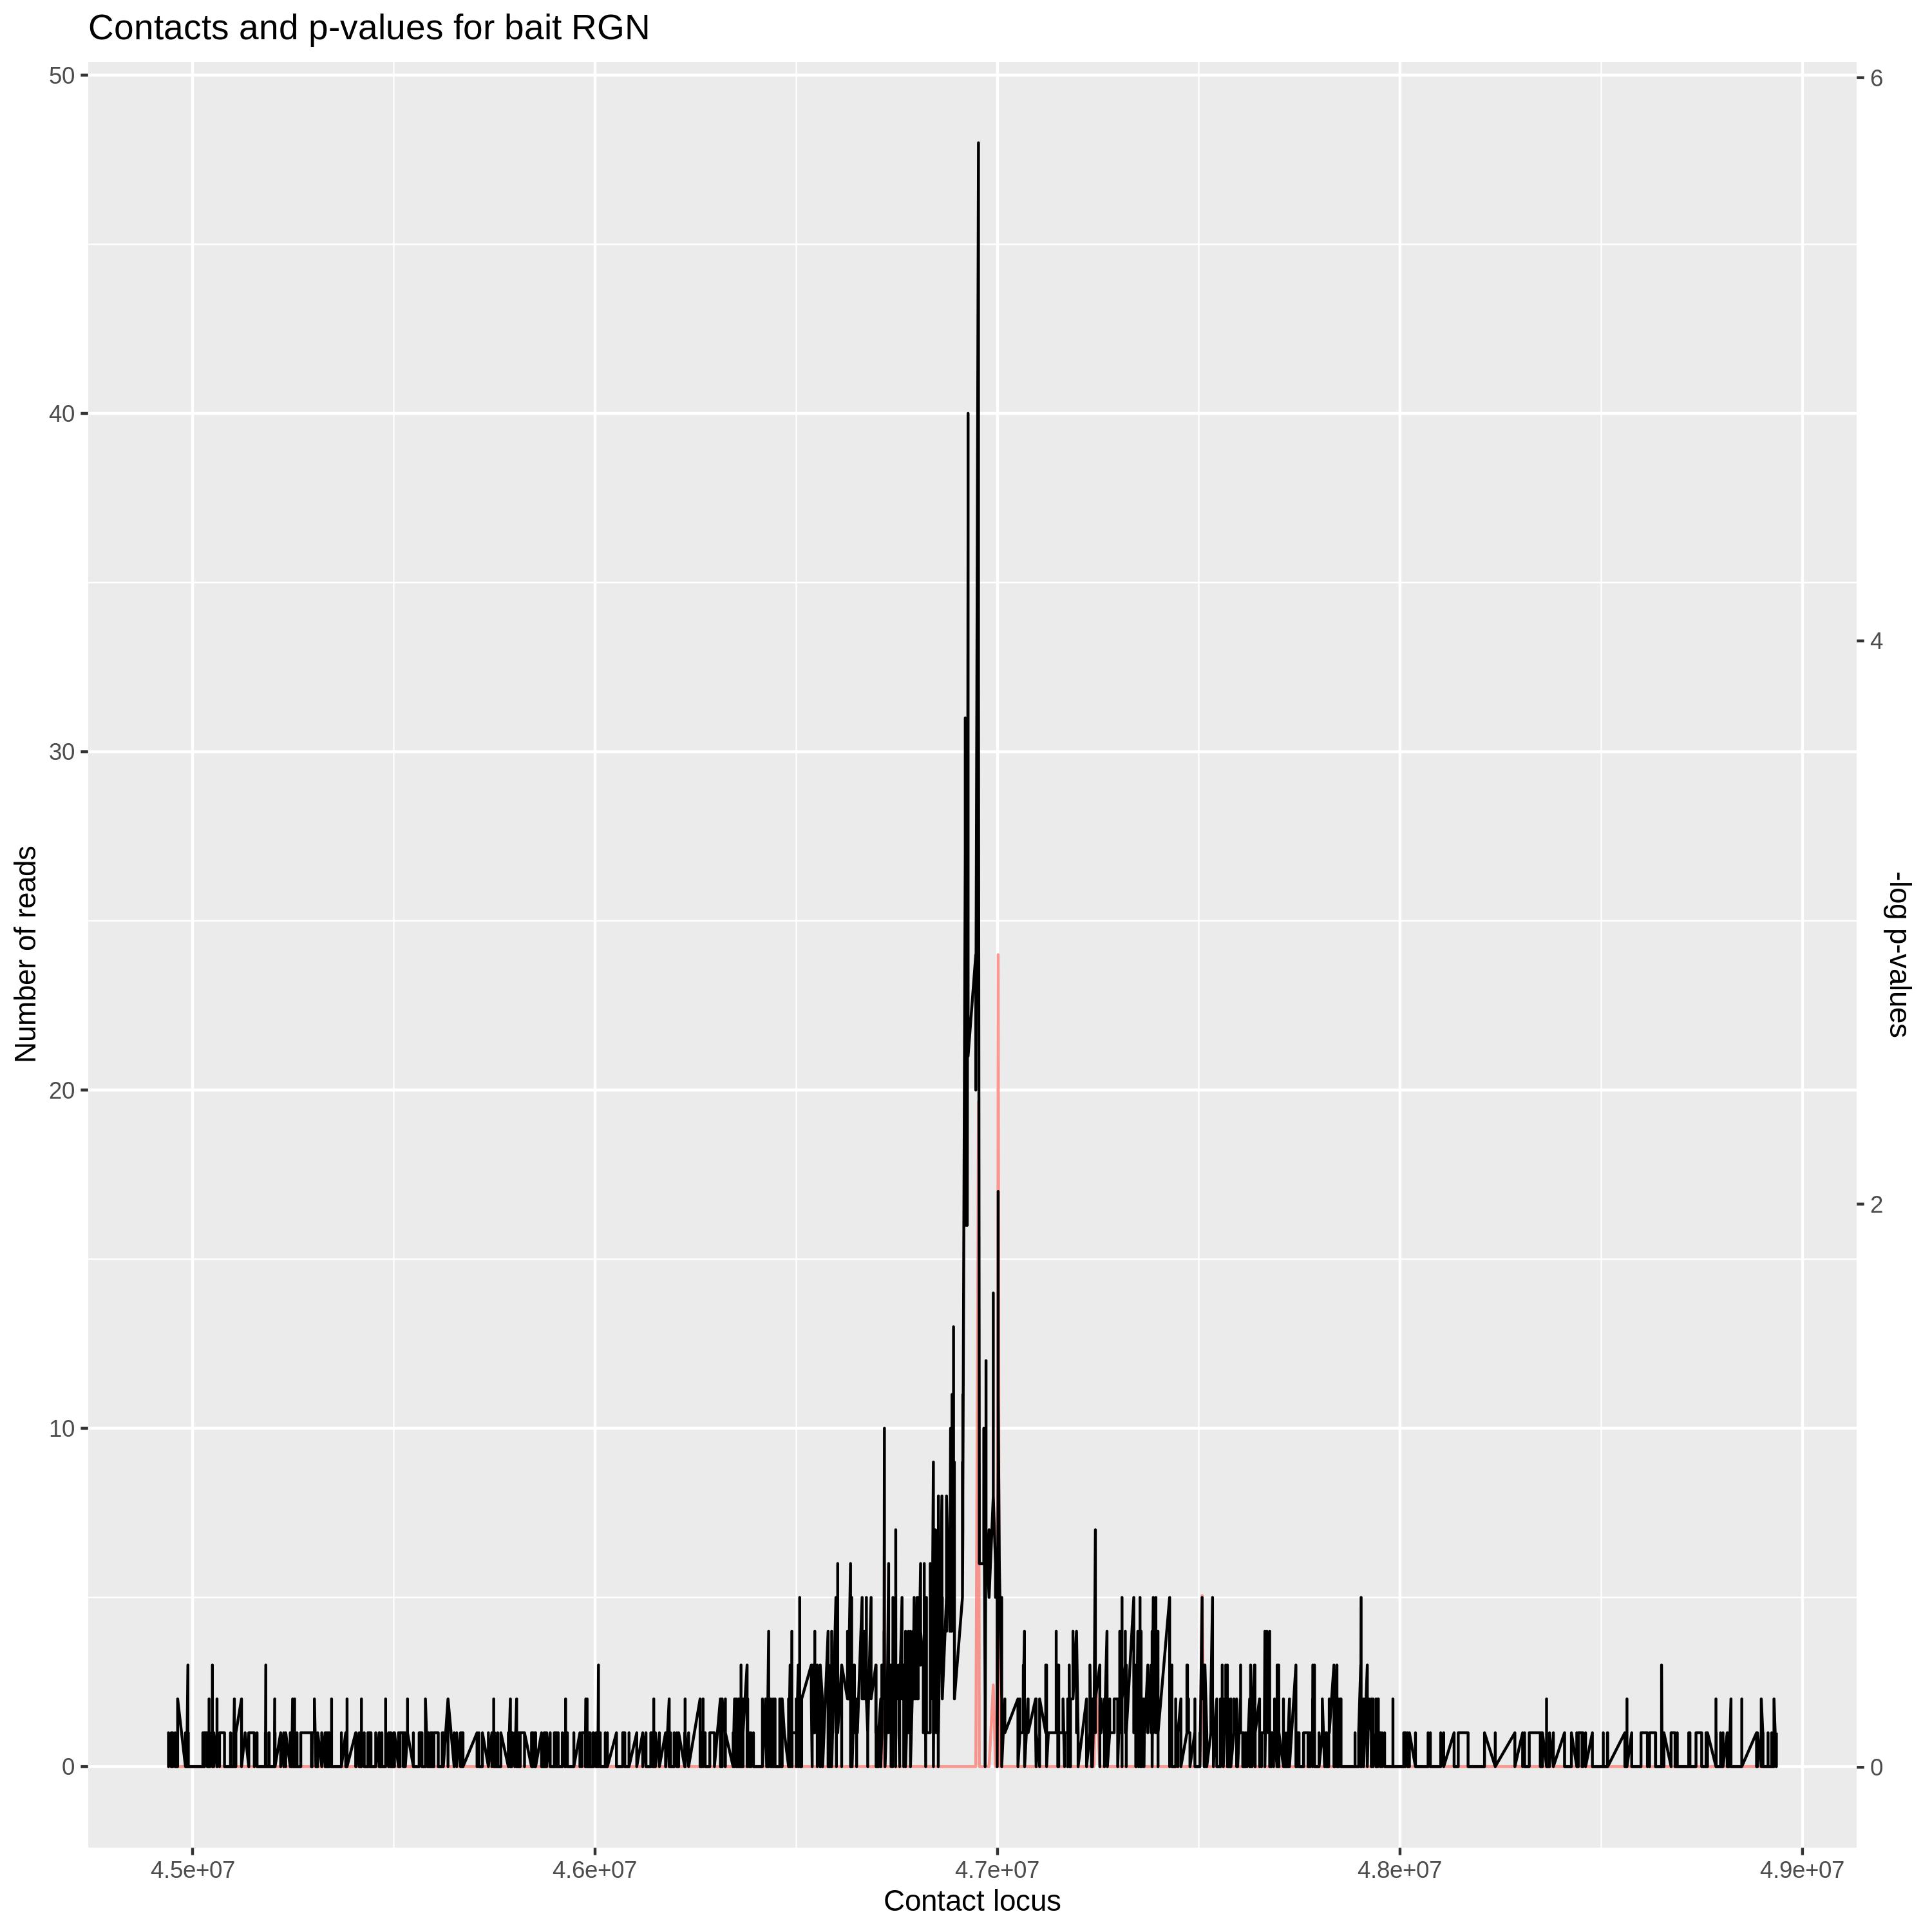 Contacts and p-values for bait RGN
50
40
30
20
10
0
Number of reads
6
4
2
0
-log p-values
4.5e+07 4.6e+07 4.7e+07 4.8e+07 4.9e+07
Contact locus